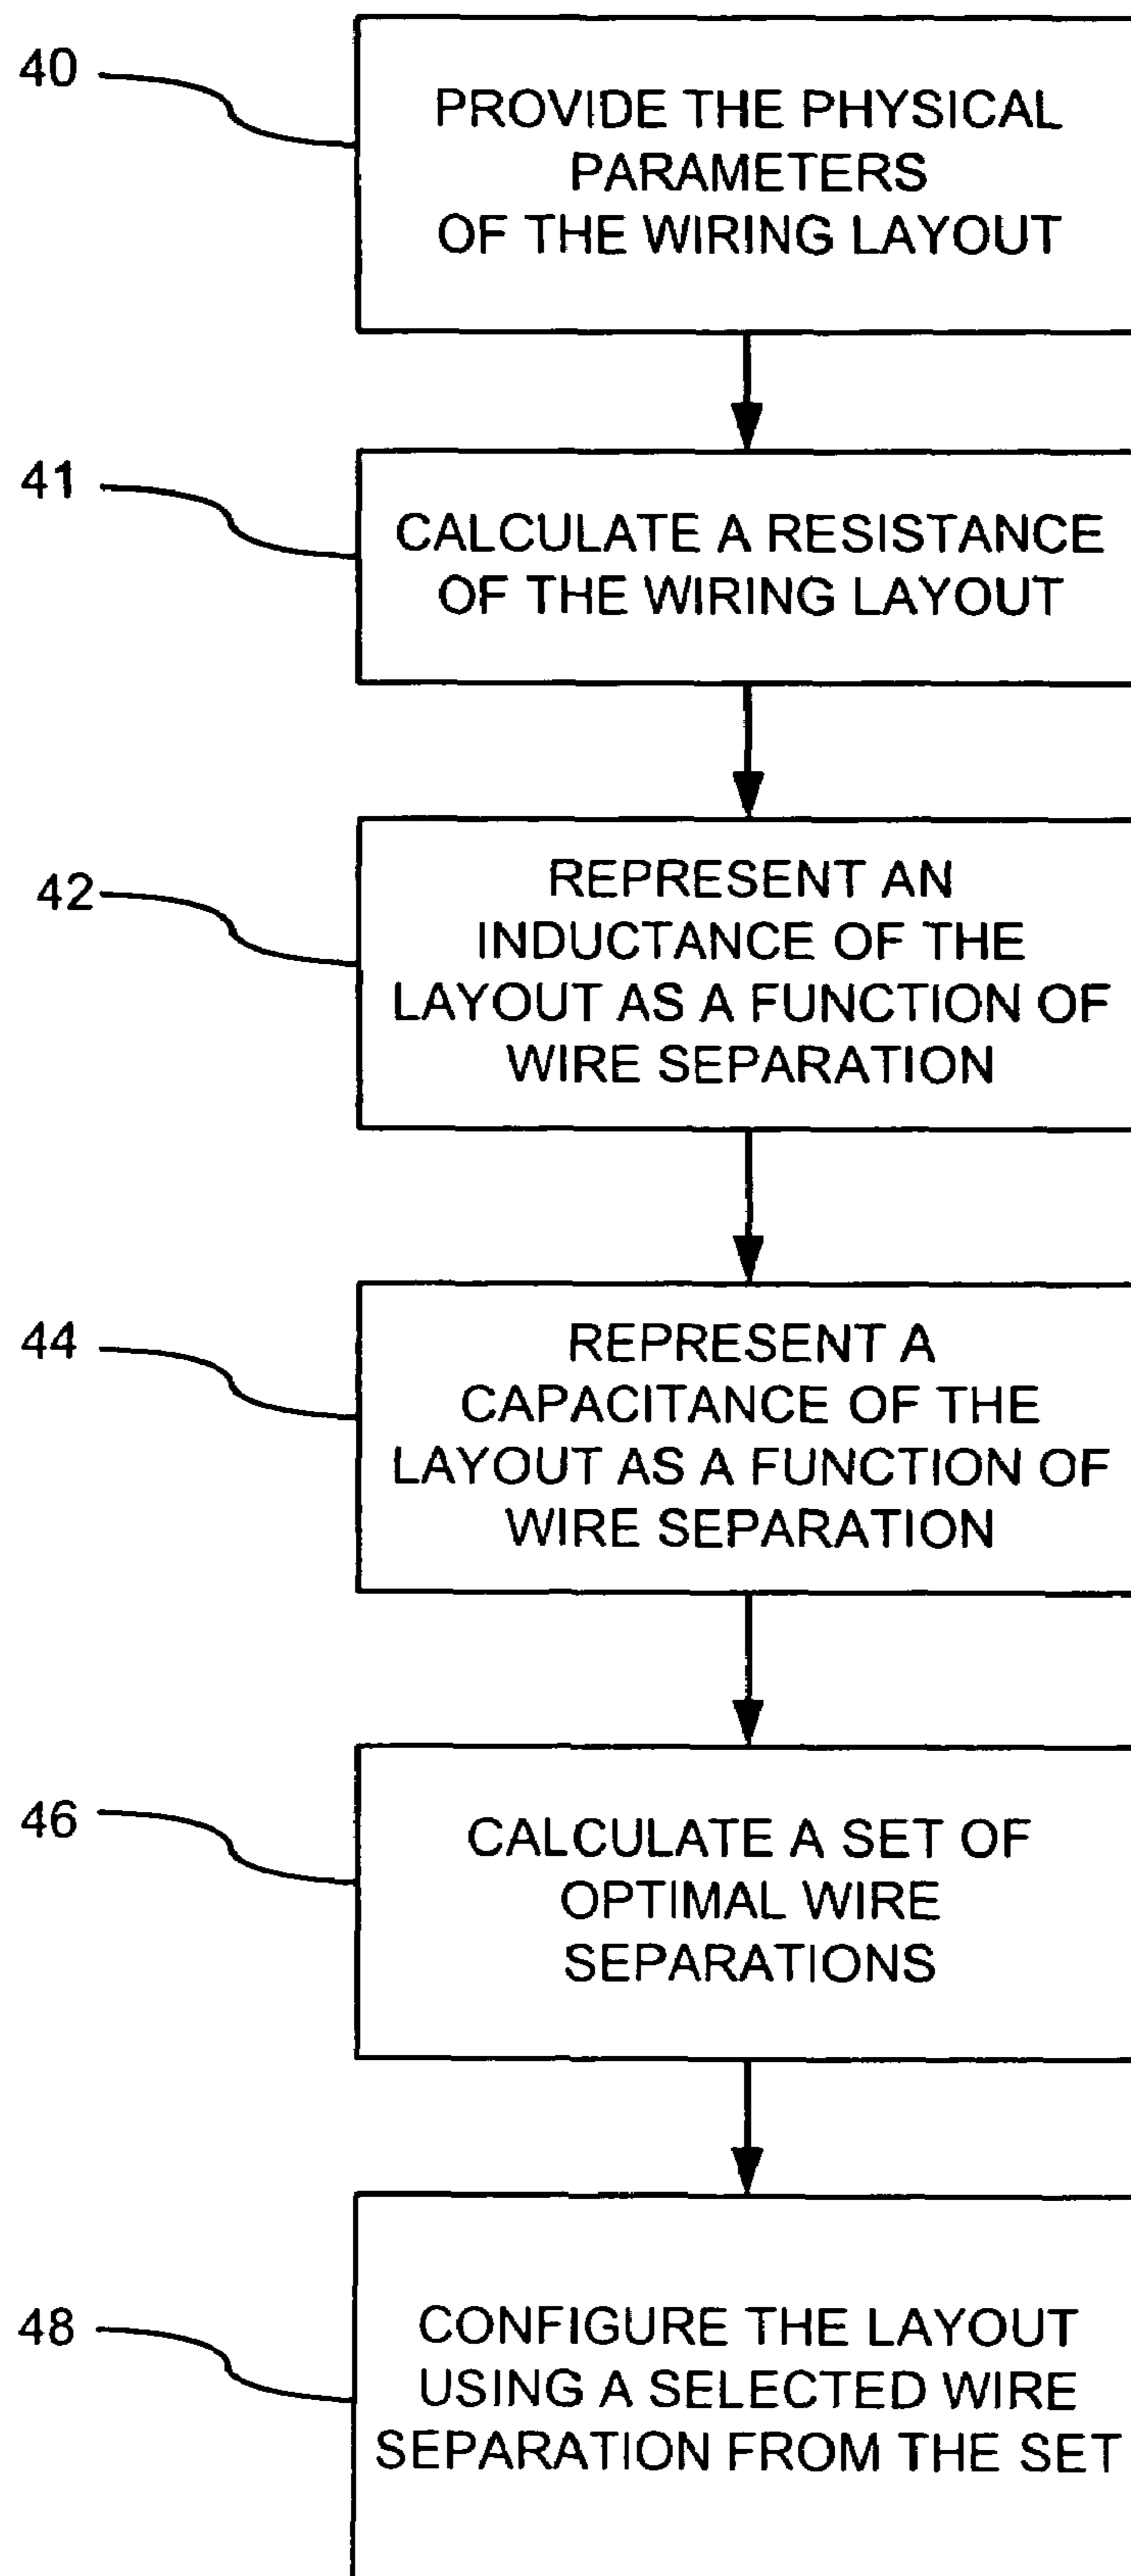 40
PROVIDE THE PHYSICAL
PARAMETERS
OF THE WIRING LAYOUT
41
CALCULATE A RESISTANCE
OF THE WIRING LAYOUT
42
REPRESENT AN
INDUCTANCE OF THE
LAYOUT AS A FUNCTION OF
WIRE SEPARATION
44
REPRESENT A
CAPACITANCE OF THE
LAYOUT AS A FUNCTION OF
WIRE SEPARATION
46
CALCULATE A SET OF
OPTIMAL WIRE
SEPARATIONS
48
CONFIGURE THE LAYOUT
USING A SELECTED WIRE
SEPARATION FROM THE SET